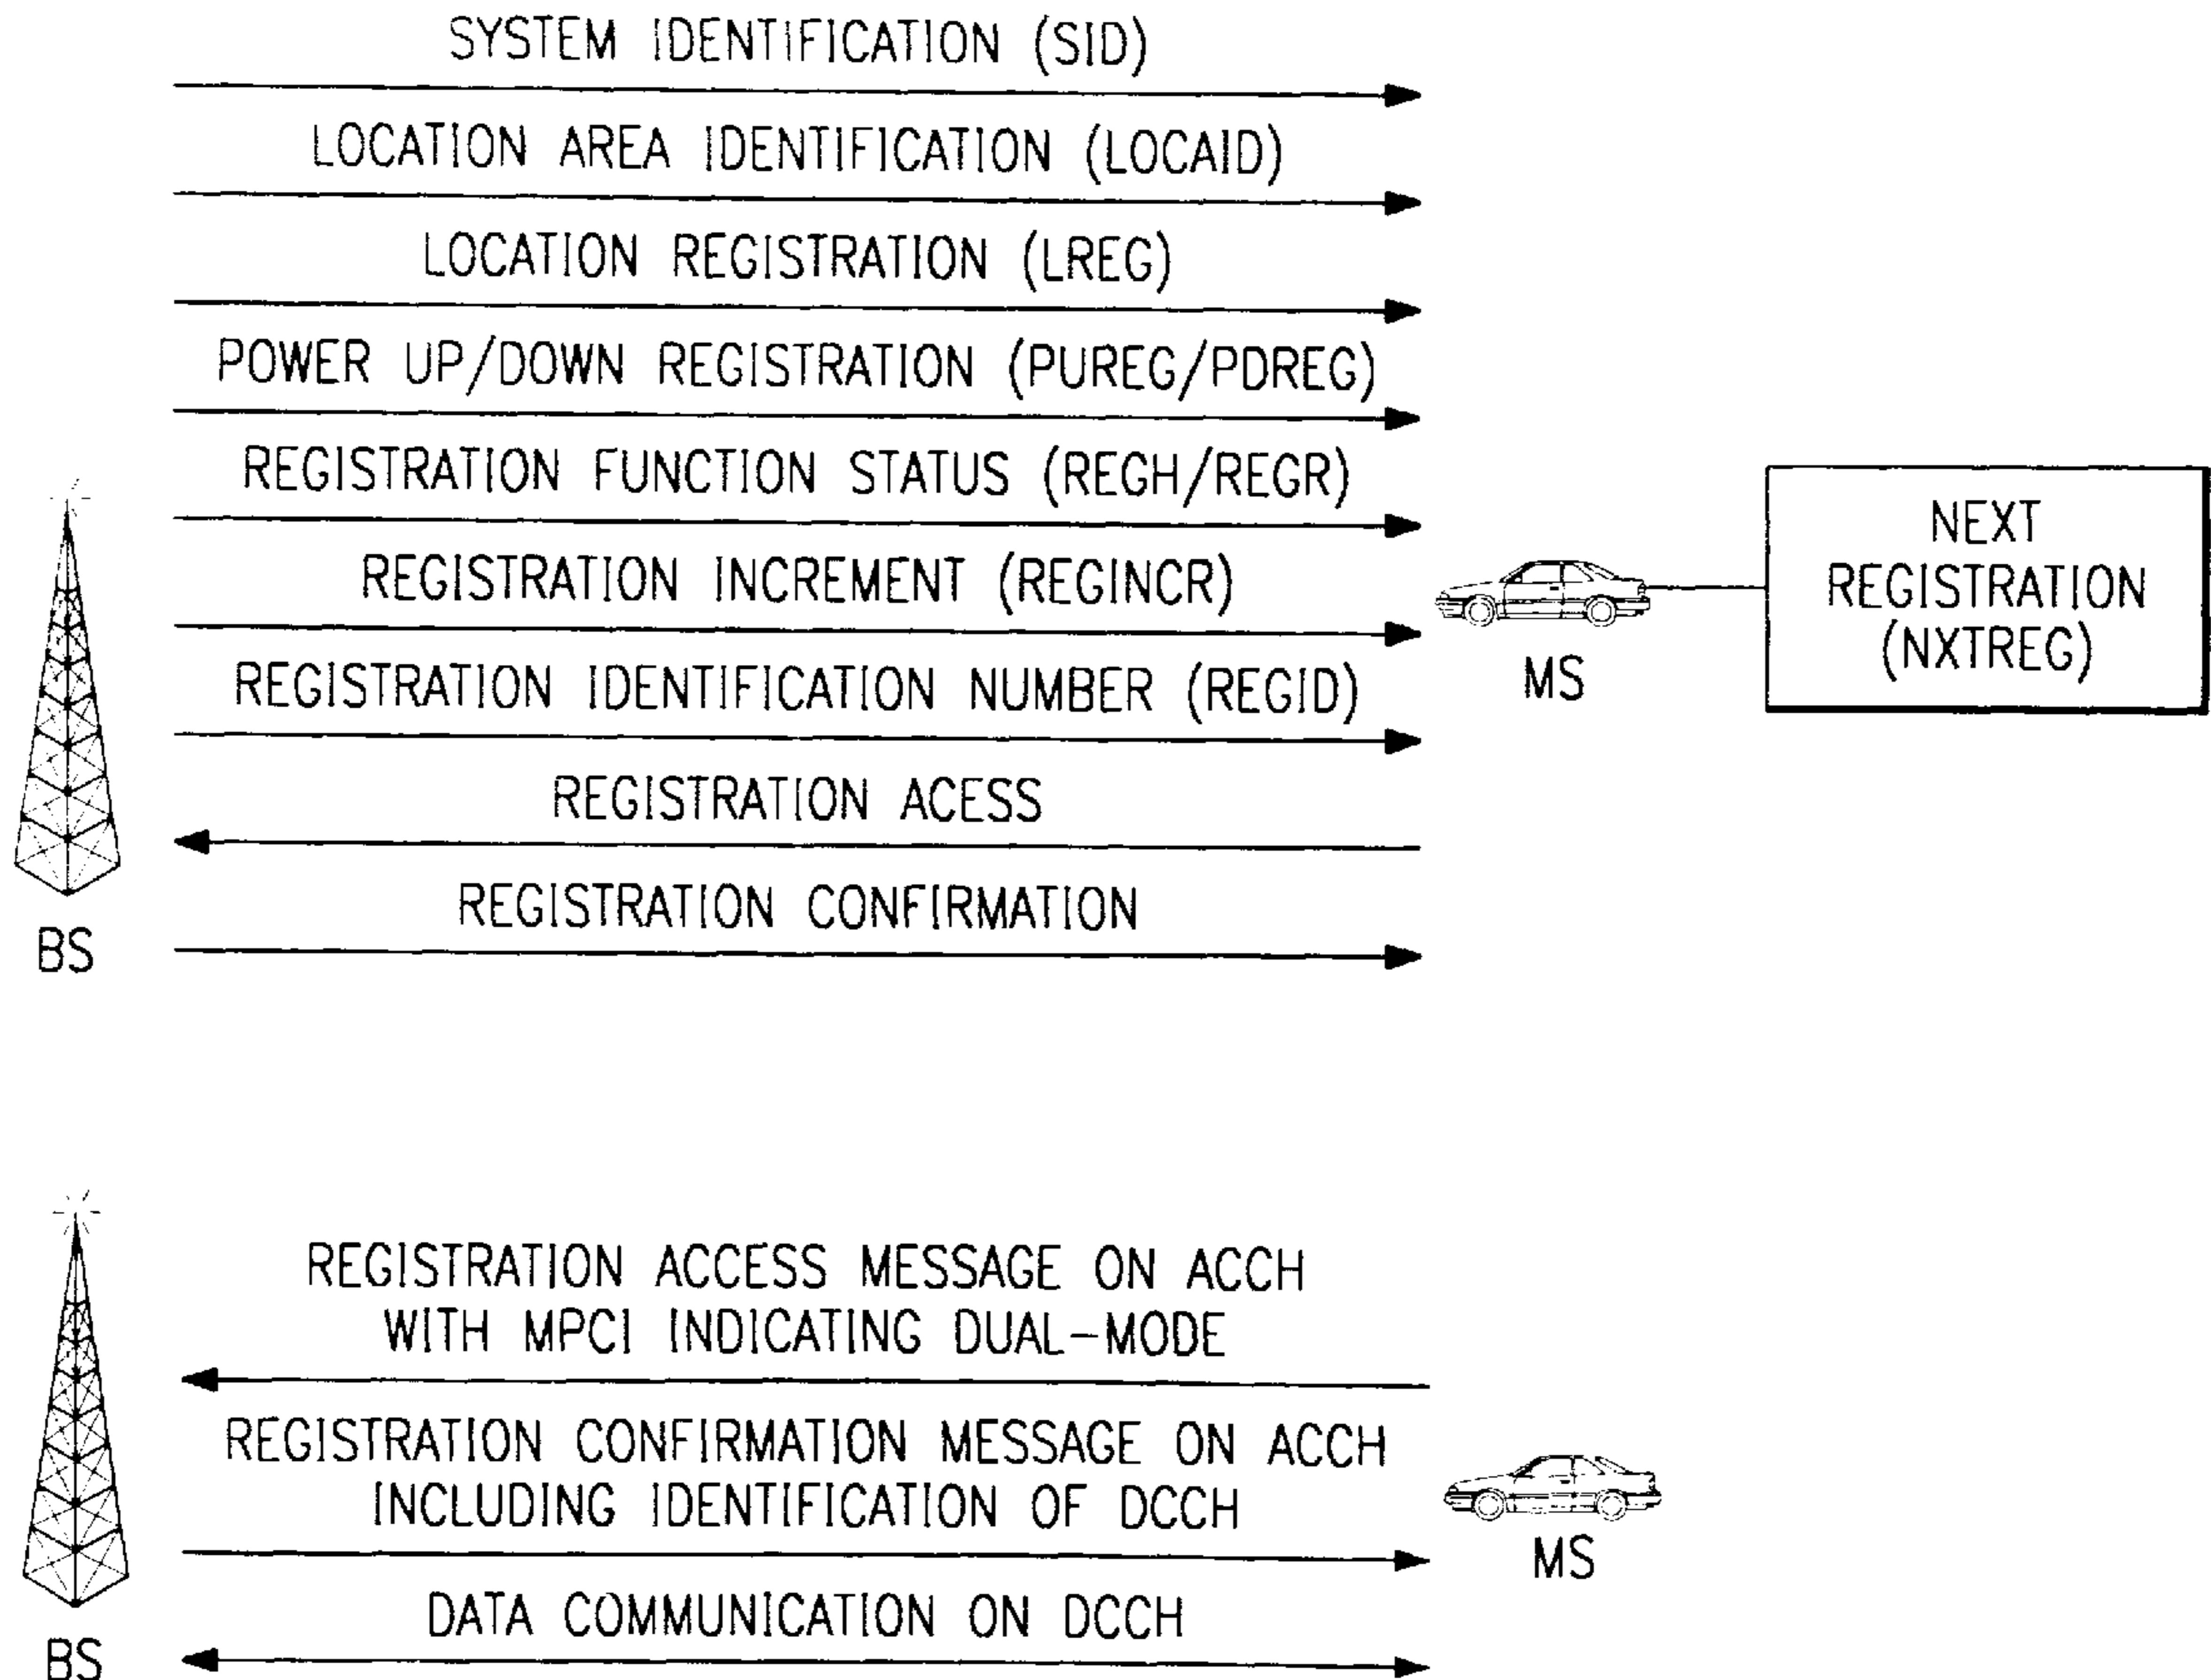 SYSTEM IDENTIFICATION (SID)
LOCATION AREA IDENTIFICATION (LOCAID)
LOCATION REGISTRATION (LREG)
POWER UP/DOWN REGISTRATION (PUREG/PDREG)
REGISTRATION FUNCTION STATUS (REGH/REGR)
REGISTRATION INCREMENT (REGINCR)
REGISTRATION IDENTIFICATION NUMBER (REGID)
REGISTRATION ACESS
REGISTRATION CONFIRMATION
BS
MS
NEXT
REGISTRATION
(NXTREG)
REGISTRATION ACCESS MESSAGE ON ACCH
WITH MPCI INDICATING DUAL-MODE
REGISTRATION CONFIRMATION MESSAGE ON ACCH
INCLUDING IDENTIFICATION OF DCCH
DATA COMMUNICATION ON DCCH
BS
MS